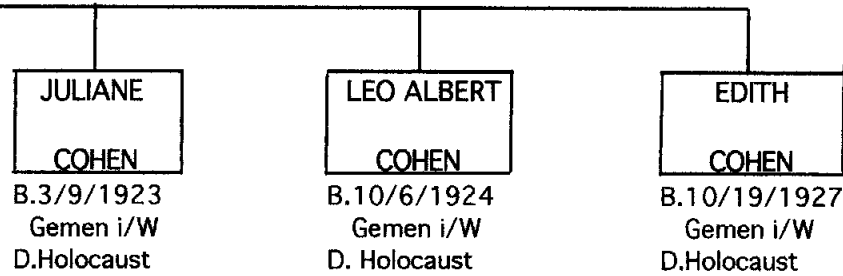 JULIANE
COHEN
B.3/9/1923
Gemen i/W
D.Holocaust
LEO ALBERT
COHEN
B.10/6/1924
Gemen i/W
D. Holocaust
EDITH
COHEN
B.10/19/1927
Gemen i/W
D.Holocaust